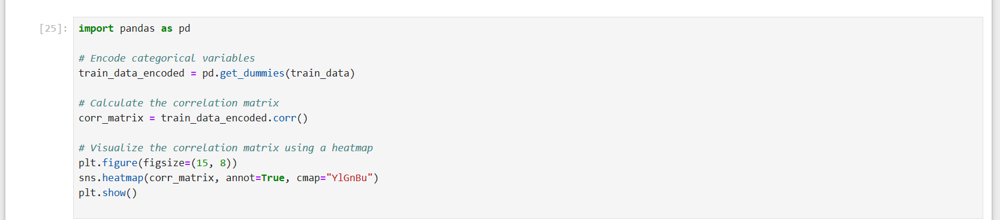 [25]:
import pandas as pd
# Encode categorical variables
train_data_encoded = pd.get_dummies(train_data)
# Calculate the correlation matrix
corr_matrix = train_data_encoded.corr()
# Visualize the correlation matrix using a heatmap
plt.figure(figsize=(15, 8))
sns.heatmap(corr_matrix, annot=True, cmap="YlGnBu")
plt.show()